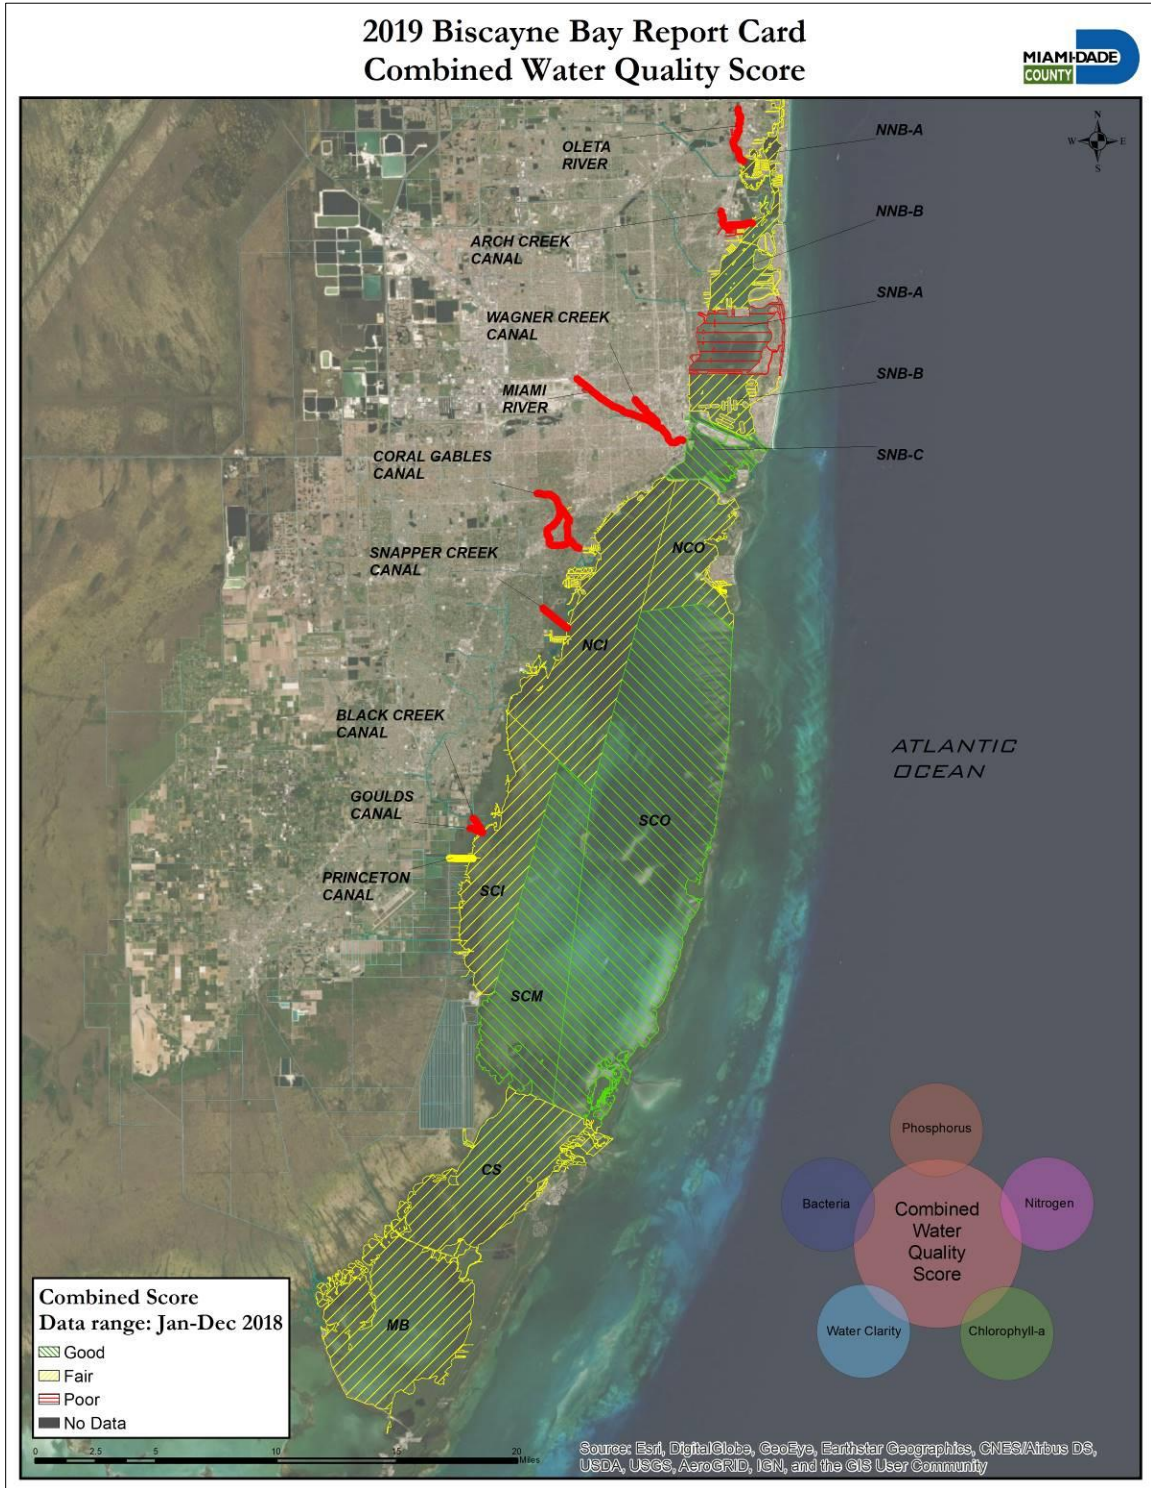 2019 Biscayne Bay Report Card
Combined Water Quality Score
MIAMI-DADE
COUNTY
N
W
E
S
OLETA
RIVER
NNB-A
NNB-B
ARCH CREEK
CANAL
SNB-A
WAGNER CREEK
CANAL
SNB-B
MIAMI
RIVER
CORAL GABLES
CANAL
SNB-C
SNAPPER CREEK
CANAL
NCO
NCI
BLACK CREEK
CANAL
ATLANTIC
OCEAN
GOULDS
CANAL
SCO
PRINCETON
CANAL
SCI
SCM
CS
MB
Phosphorus
Bacteria
Nitrogen
Combined
Water
Quality
Score
Water Clarity
Chlorophyll-a
Combined Score
Data range: Jan-Dec 2018
Good
Fair
Poor
No Data
0 2.5 5 10 15 20
Miles
Source: Esri, DigitalGlobe, GeoEye, Earthstar Geographics, CNES/Airbus DS,
USDA, USGS, AeroGRID, IGN, and the GIS User Community